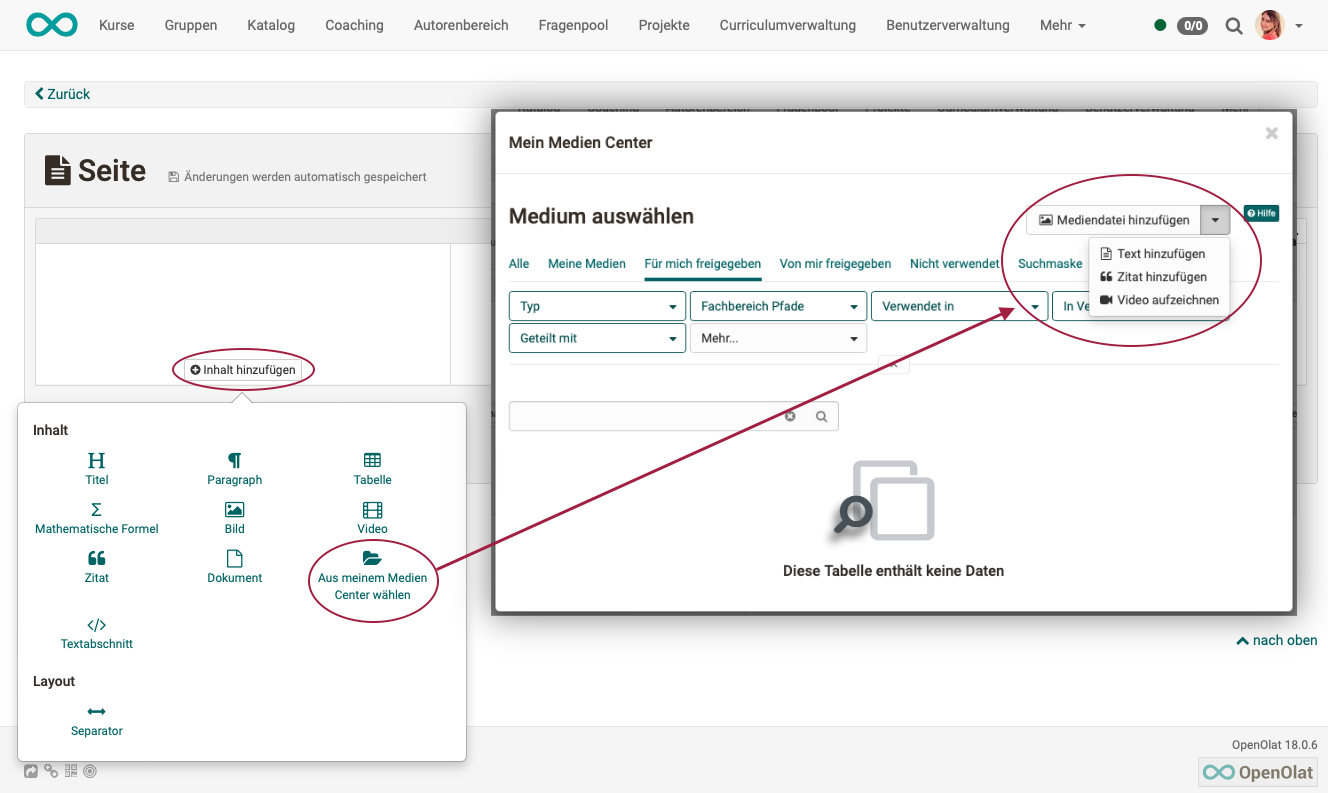 Kurse Gruppen Katalog Coaching Autorenbereich Fragenpool Projekte Curriculumverwaltung Benutzerverwaltung Mehr 0/0
Zurück
Seite Änderungen werden automatisch gespeichert
Inhalt hinzufügen
Inhalt
Titel Paragraph Tabelle
Mathematische Formel Bild Video
Zitat Dokument Aus meinem Medien
Center wählen
Textabschnitt
Layout
Separator
Mein Medien Center
Medium auswählen
Mediendatei hinzufügen Hilfe
Text hinzufügen
Zitat hinzufügen
Video aufzeichnen
Alle Meine Medien Für mich freigegeben Von mir freigegeben Nicht verwendet Suchmaske
Typ Fachbereich Pfade Verwendet in In Ve
Geteilt mit Mehr...
Diese Tabelle enthält keine Daten
nach oben
OpenOlat 18.0.6
OpenOlat